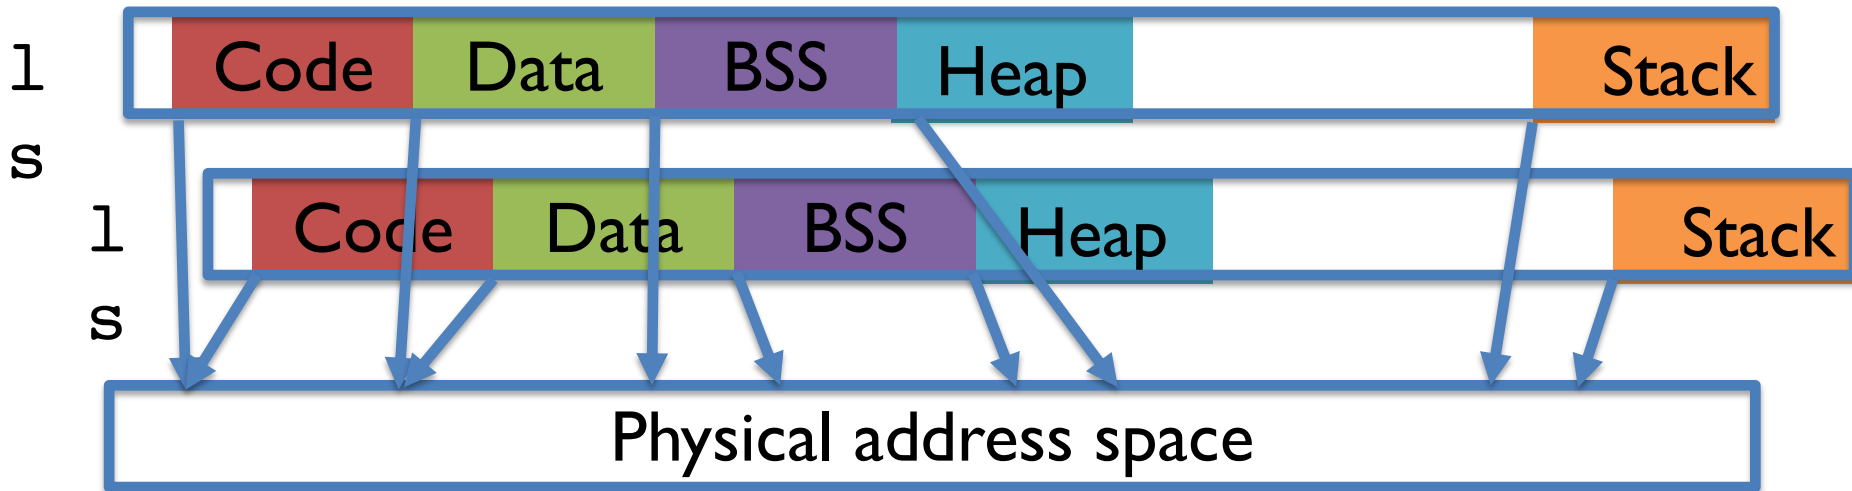 l
s
Code Data BSS Heap Stack
l
s
Code Data BSS Heap Stack
Physical address space